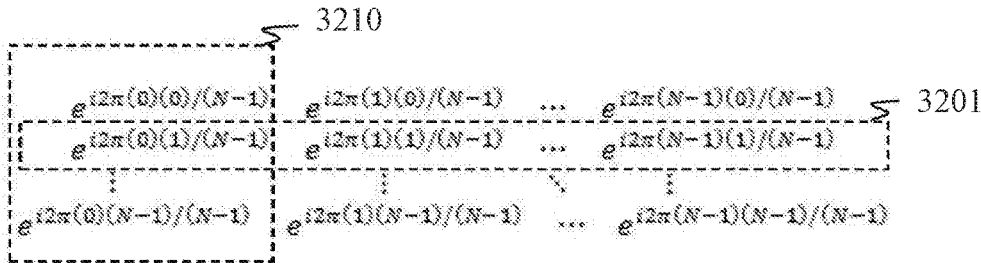 3210
e^{i2π(0)(0)/(N−1)} e^{i2π(1)(0)/(N−1)} ... e^{i2π(N−1)(0)/(N−1)}
3201
e^{i2π(0)(1)/(N−1)} e^{i2π(1)(1)/(N−1)} ... e^{i2π(N−1)(1)/(N−1)}
⋮ ⋮ ⋱ ⋮
e^{i2π(0)(N−1)/(N−1)} e^{i2π(1)(N−1)/(N−1)} ... e^{i2π(N−1)(N−1)/(N−1)}